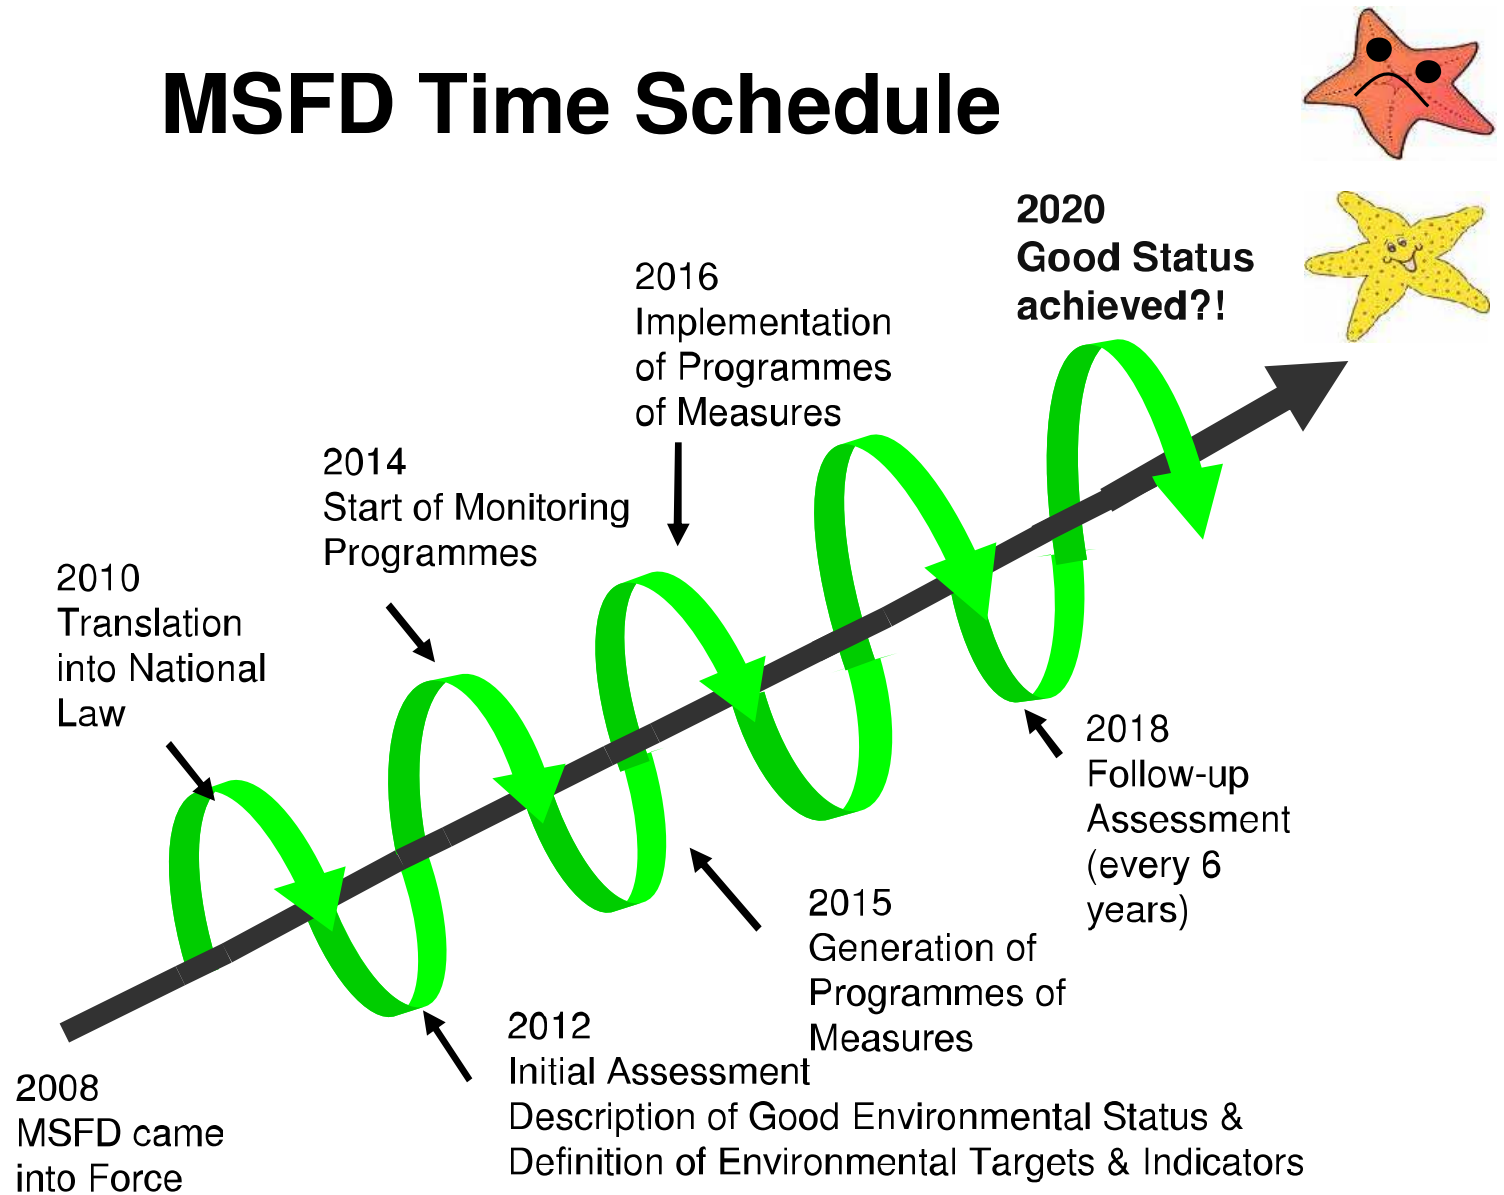 MSFD Time Schedule
2020
Good Status
achieved?!
2016
Implementation
of Programmes
of Measures
2014
Start of Monitoring
Programmes
2010
Translation
into National
Law
2018
Follow-up
Assessment
(every 6
years)
2015
Generation of
Programmes of
Measures
2012
Initial Assessment
Description of Good Environmental Status &
Definition of Environmental Targets & Indicators
2008
MSFD came
into Force